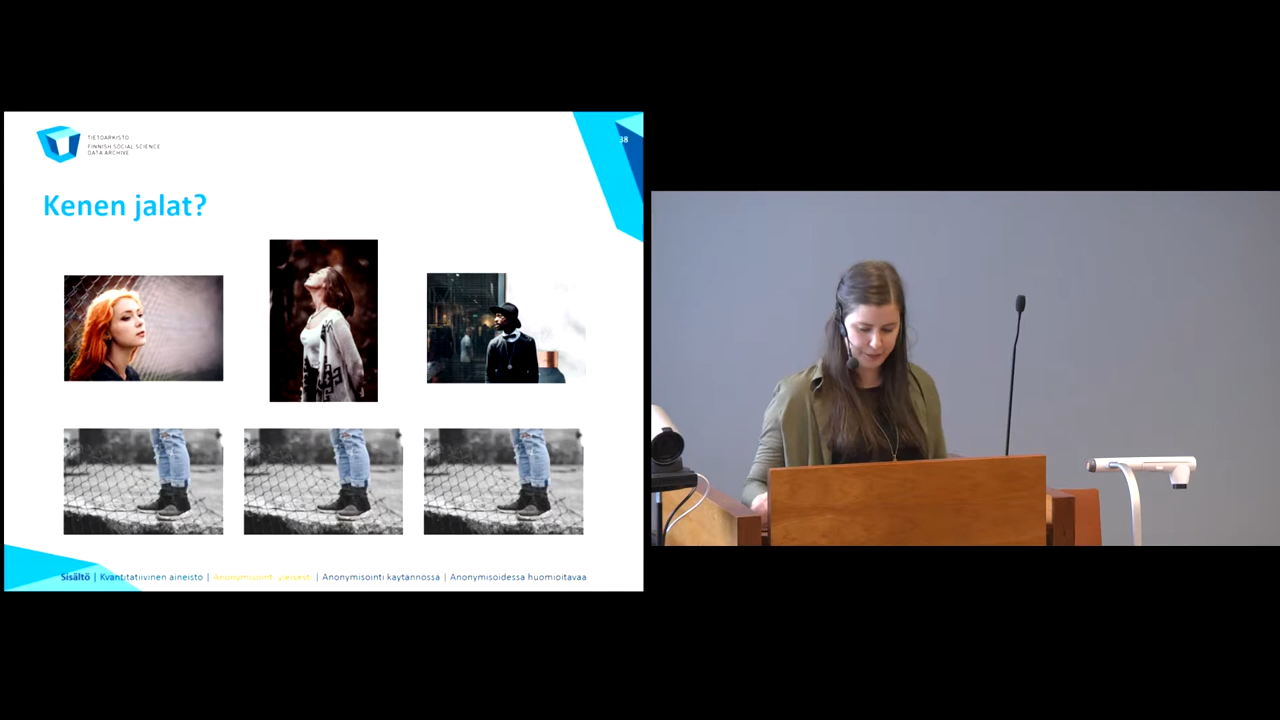 TIETOARKISTO
FINNISH SOCIAL SCIENCE
DATA ARCHIVE
38
Kenen jalat?
Sisältö | Kvantitatiivinen aineisto | Anonymisointi yleisesti | Anonymisointi käytännössä | Anonymisoidessa huomioitavaa